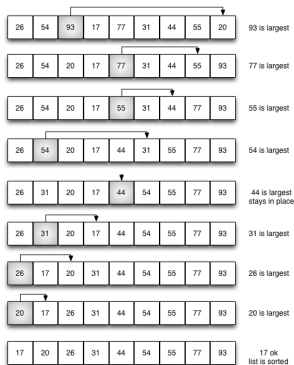 26 54 93 17 77 31 44 55 20 93 is largest
26 54 20 17 77 31 44 55 93 77 is largest
26 54 20 17 55 31 44 77 93 55 is largest
26 54 20 17 44 31 55 77 93 54 is largest
26 31 20 17 44 54 55 77 93 44 is largest
stays in place
26 31 20 17 44 54 55 77 93 31 is largest
26 17 20 31 44 54 55 77 93 26 is largest
20 17 26 31 44 54 55 77 93 20 is largest
17 20 26 31 44 54 55 77 93 17 ok
list is sorted